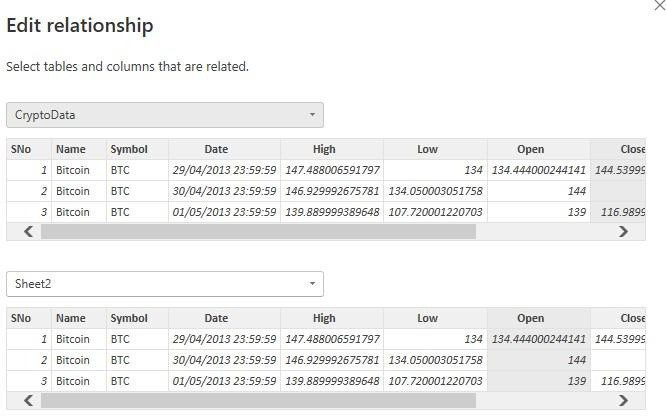 Edit relationship
Select tables and columns that are related.
CryptoData
SNo Name Symbol Date High Low Open Close
1 Bitcoin BTC 29/04/2013 23:59:59 147.488006591797 134 134.444000244141 144.53999
2 Bitcoin BTC 30/04/2013 23:59:59 146.929992675781 134.050003051758 144
3 Bitcoin BTC 01/05/2013 23:59:59 139.889999389648 107.720001220703 139 116.9899
Sheet2
SNo Name Symbol Date High Low Open Close
1 Bitcoin BTC 29/04/2013 23:59:59 147.488006591797 134 134.444000244141 144.53999
2 Bitcoin BTC 30/04/2013 23:59:59 146.929992675781 134.050003051758 144
3 Bitcoin BTC 01/05/2013 23:59:59 139.889999389648 107.720001220703 139 116.9899